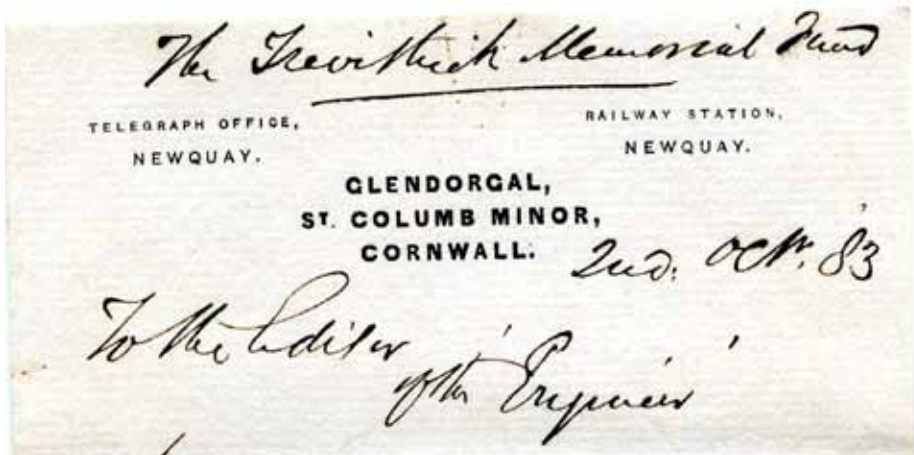 The Trevithick Memorial Fund
TELEGRAPH OFFICE,
NEWQUAY.
RAILWAY STATION,
NEWQUAY.
GLENDORGAL,
ST. COLUMB MINOR,
CORNWALL.
2nd. Octr. 83
To the Editor
of the 'Engineer'